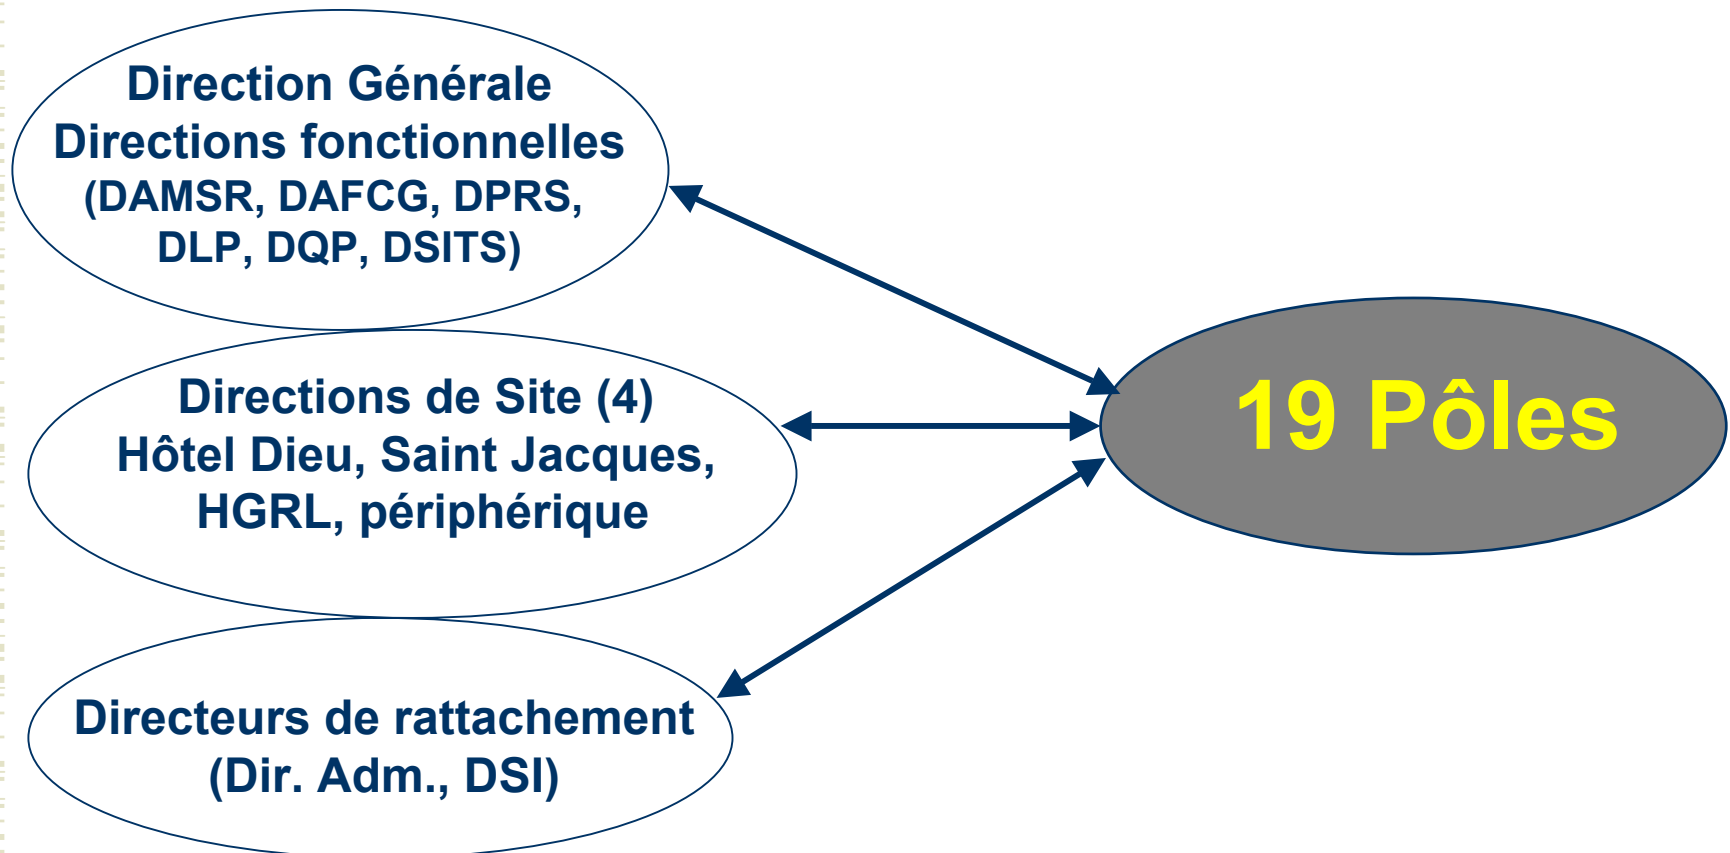 Direction Générale
Directions fonctionnelles
(DAMSR, DAFCG, DPRS,
DLP, DQP, DSITS)
Directions de Site (4)
Hôtel Dieu, Saint Jacques,
HGRL, périphérique
Directeurs de rattachement
(Dir. Adm., DSI)
19 Pôles